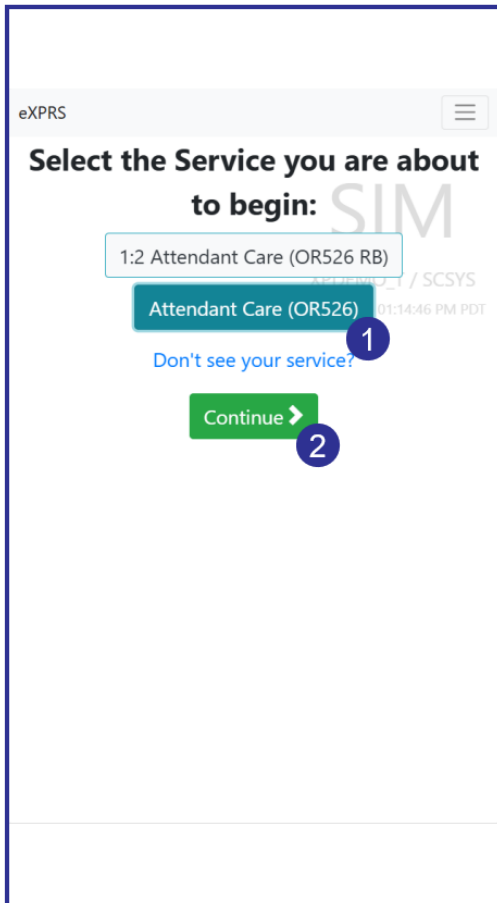 eXPRS
Select the Service you are about
to begin:
SIM
1:2 Attendant Care (OR526 RB)
XPDEMO_1 / SCSYS
Attendant Care (OR526)
01:14:46 PM PDT
1
Don't see your service?
Continue
2